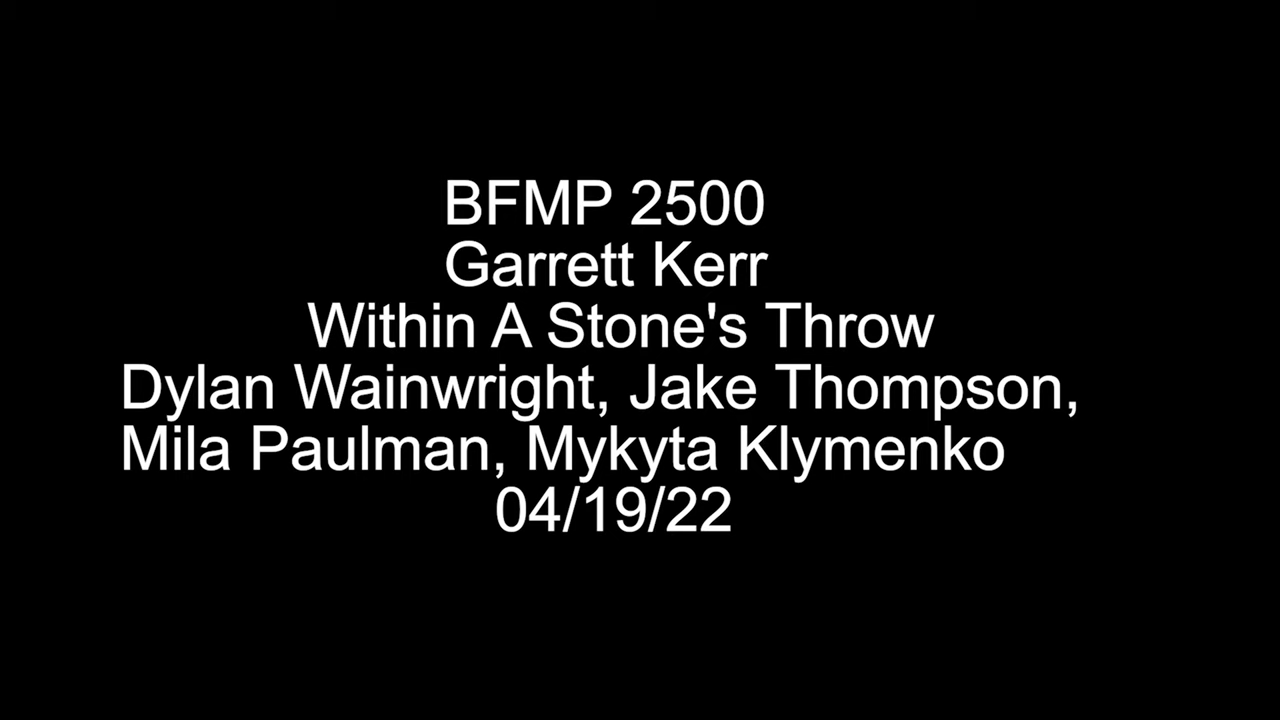 BFMP 2500
Garrett Kerr
Within A Stone's Throw
Dylan Wainwright, Jake Thompson,
Mila Paulman, Mykyta Klymenko
04/19/22